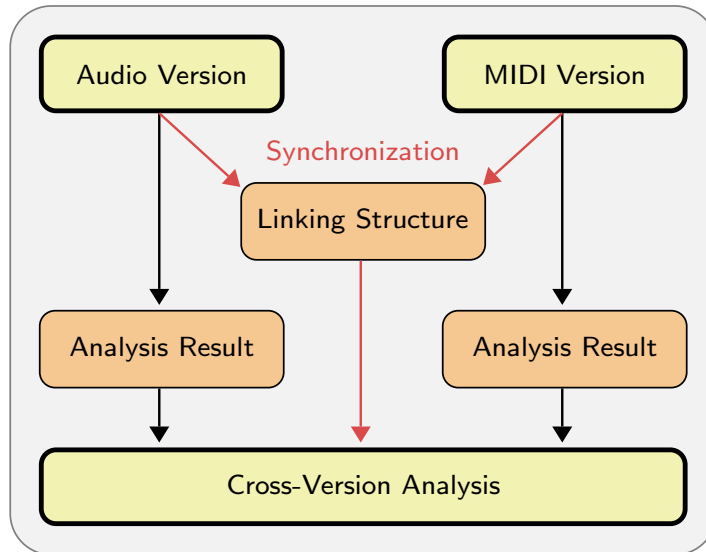 Audio Version
MIDI Version
Synchronization
Linking Structure
Analysis Result
Analysis Result
Cross-Version Analysis